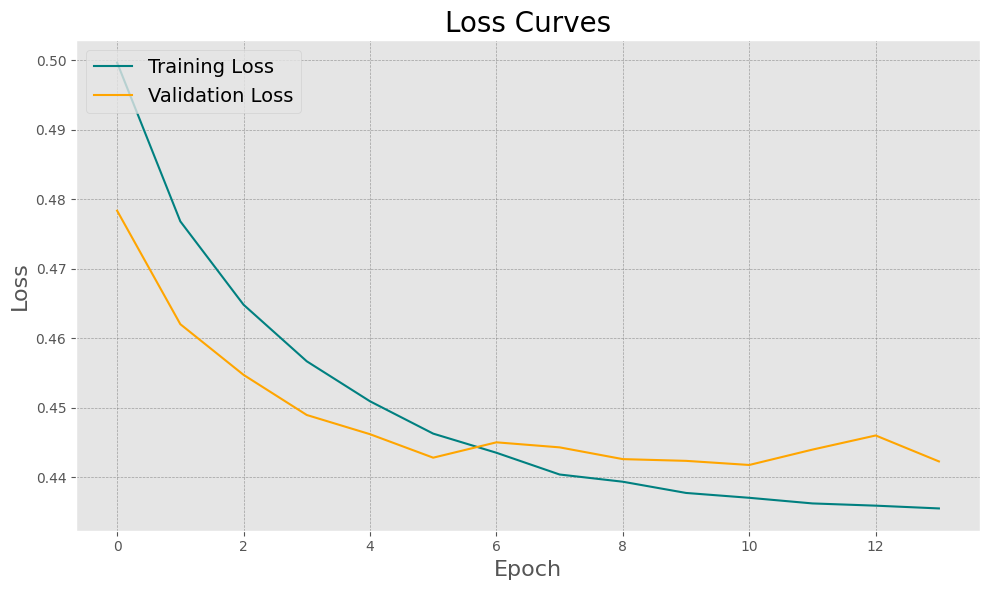 Loss Curves
Training Loss
Validation Loss
0.50
0.49
0.48
0.47
0.46
0.45
0.44
Loss
0 2 4 6 8 10 12
Epoch